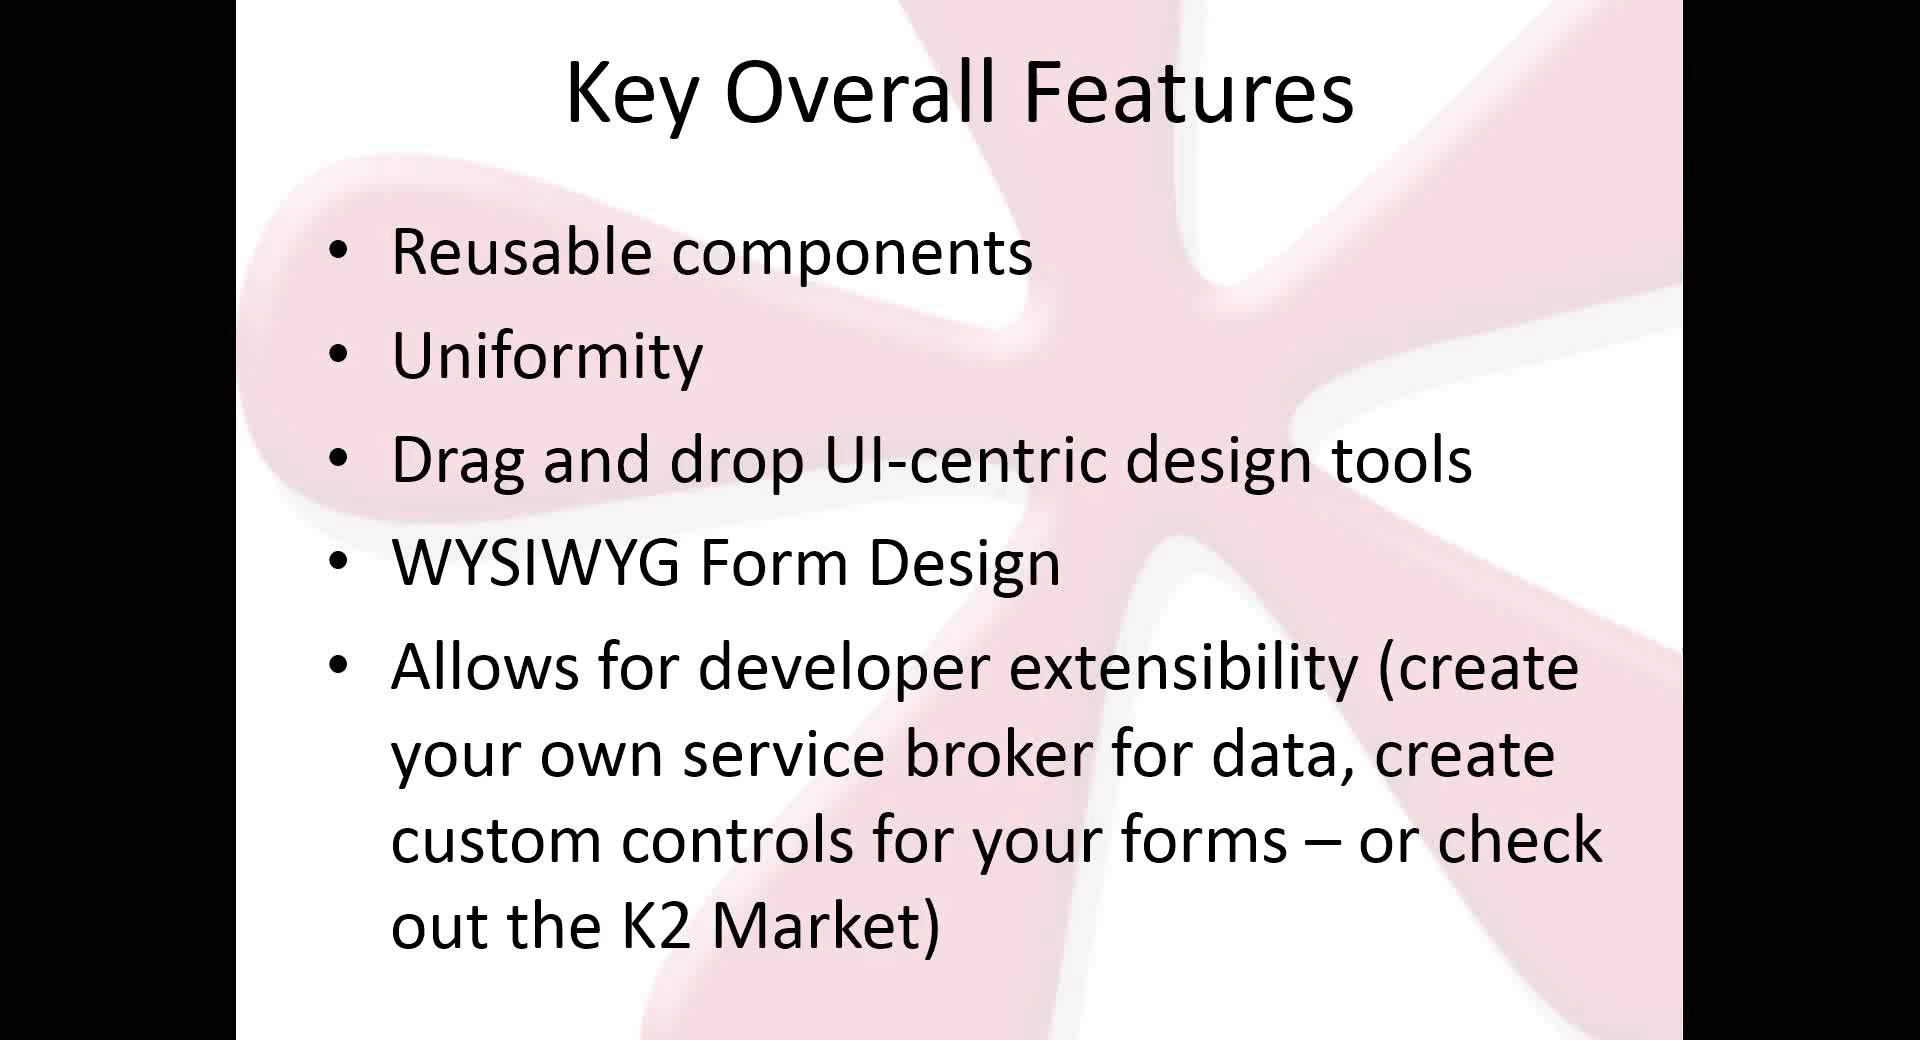 Key Overall Features
• Reusable components
• Uniformity
• Drag and drop UI-centric design tools
• WYSIWYG Form Design
• Allows for developer extensibility (create
your own service broker for data, create
custom controls for your forms – or check
out the K2 Market)